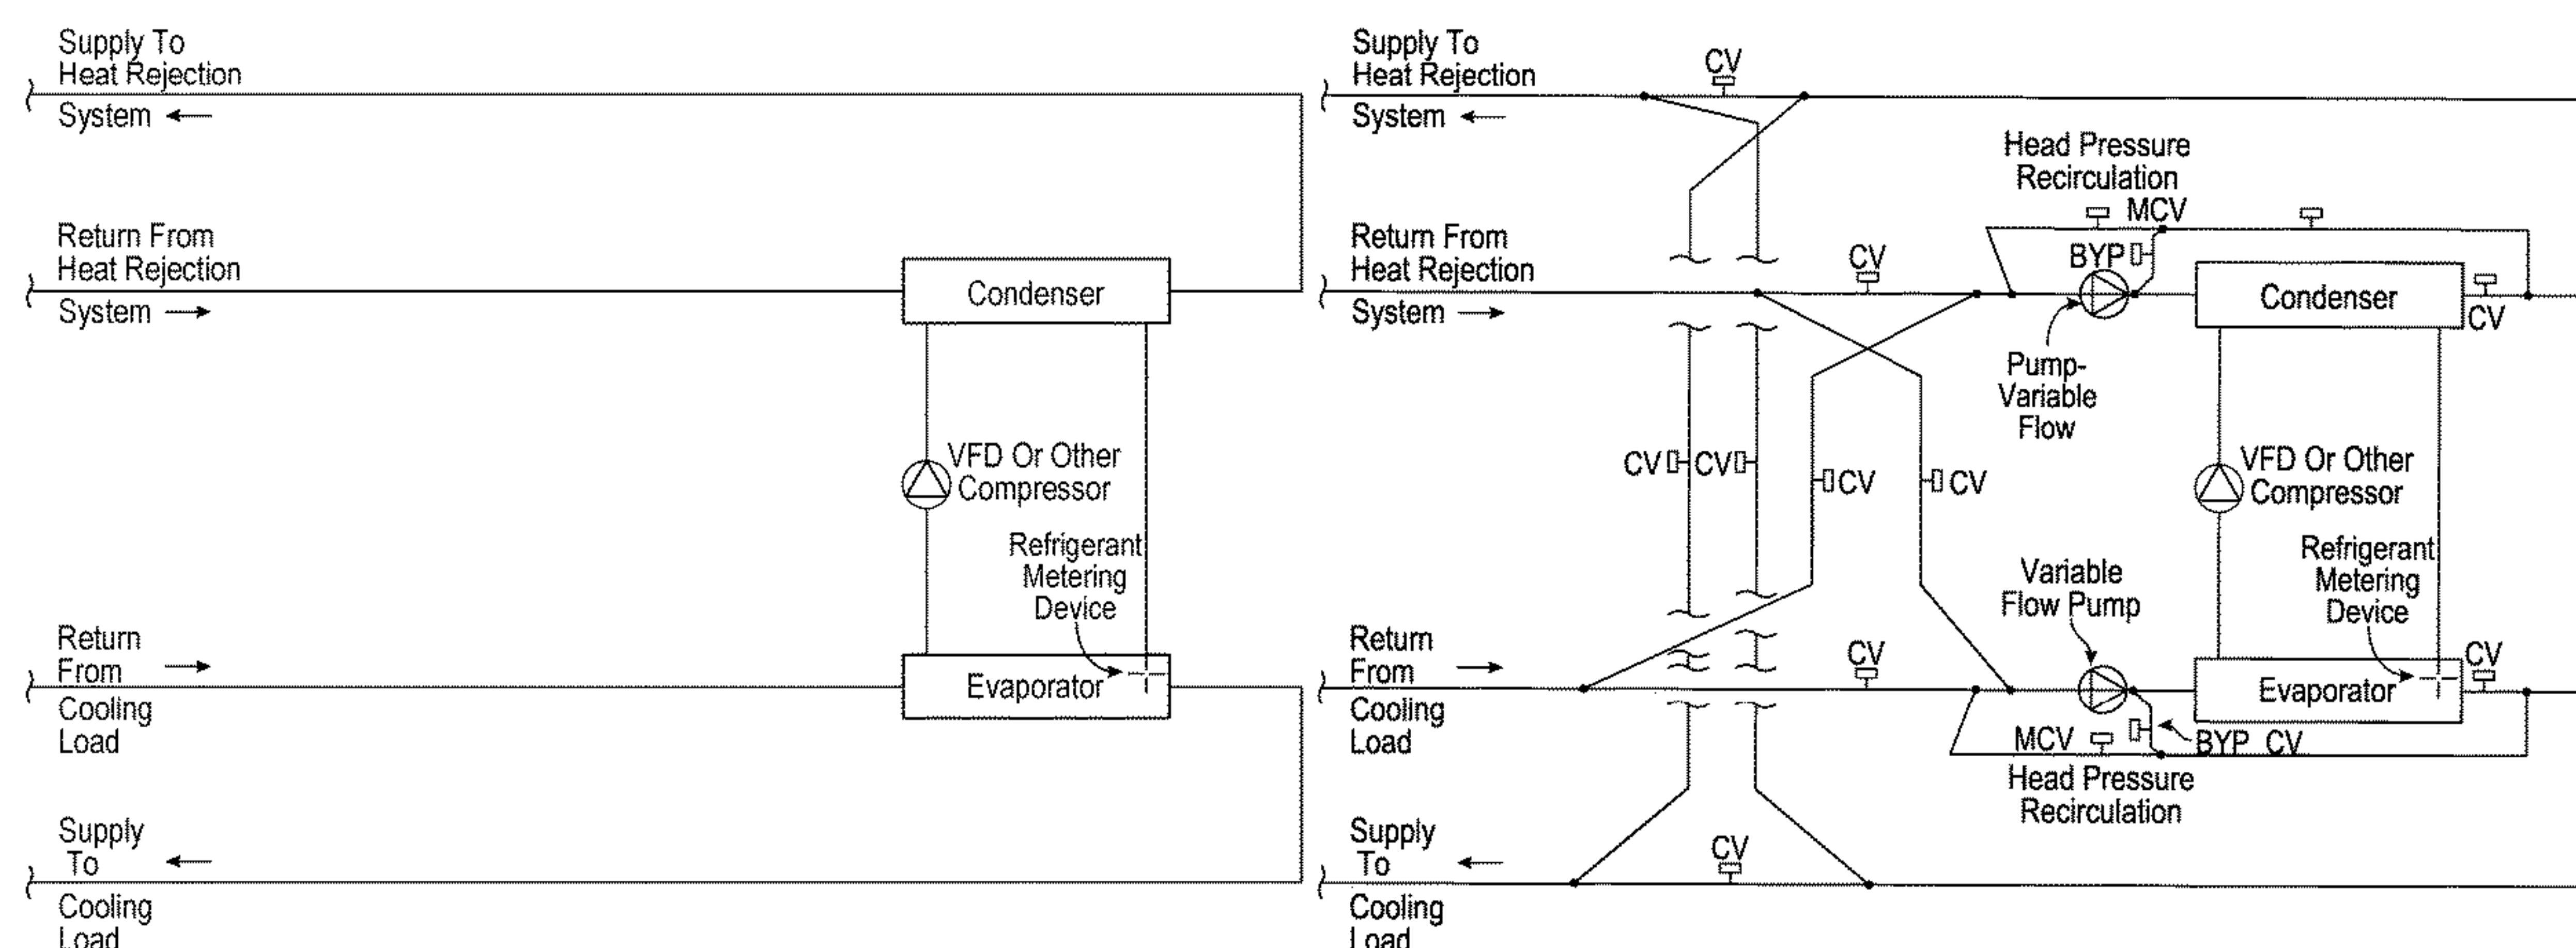 Supply To
Heat Rejection
System
Return From
Heat Rejection
System
Condenser
VFD Or Other
Compressor
Refrigerant
Metering
Device
Return
From
Cooling
Load
Evaporator
Supply
To
Cooling
Load
Supply To
Heat Rejection
System
CV
Head Pressure
Recirculation
MCV
Return From
Heat Rejection
System
CV
BYP
Condenser
CV
Pump-
Variable
Flow
CV
CV
CV
CV
VFD Or Other
Compressor
Variable
Flow Pump
Refrigerant
Metering
Device
Return
From
Cooling
Load
CV
Evaporator
CV
MCV
BYP CV
Head Pressure
Recirculation
Supply
To
Cooling
Load
CV